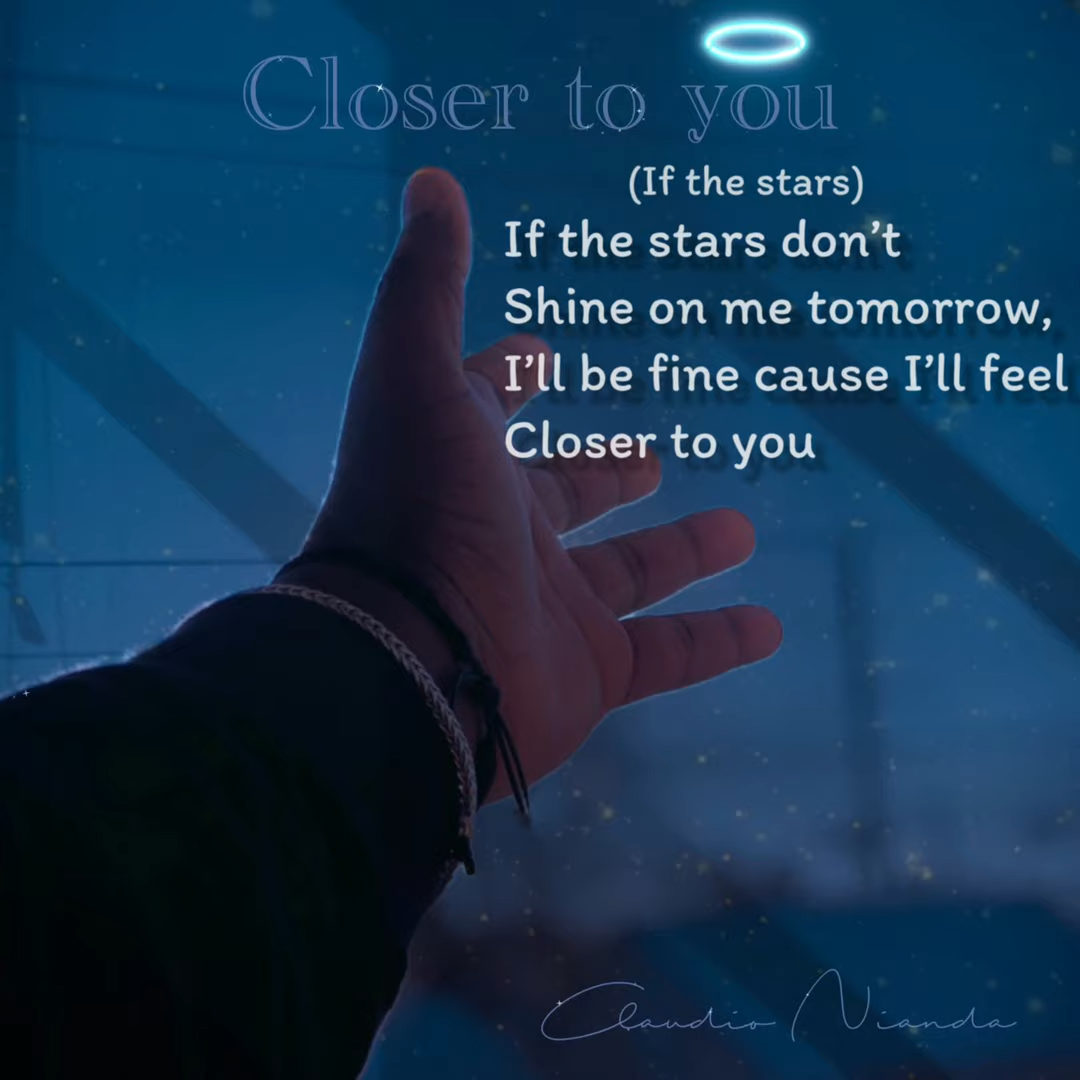 Closer to you
(If the stars)
If the stars don’t
Shine on me tomorrow,
I’ll be fine cause I’ll feel
Closer to you
Claudio Nianda